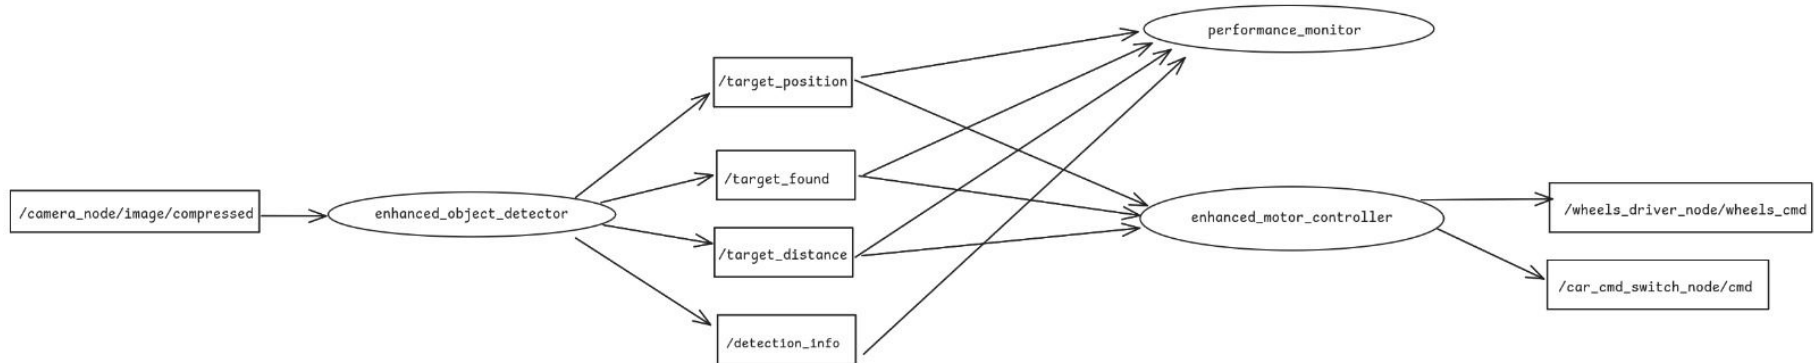 performance_monitor
/target_position
/target_found
/camera_node/image/compressed
enhanced_object_detector
enhanced_motor_controller
/wheels_driver_node/wheels_cmd
/target_distance
/car_cmd_switch_node/cmd
/detection_info